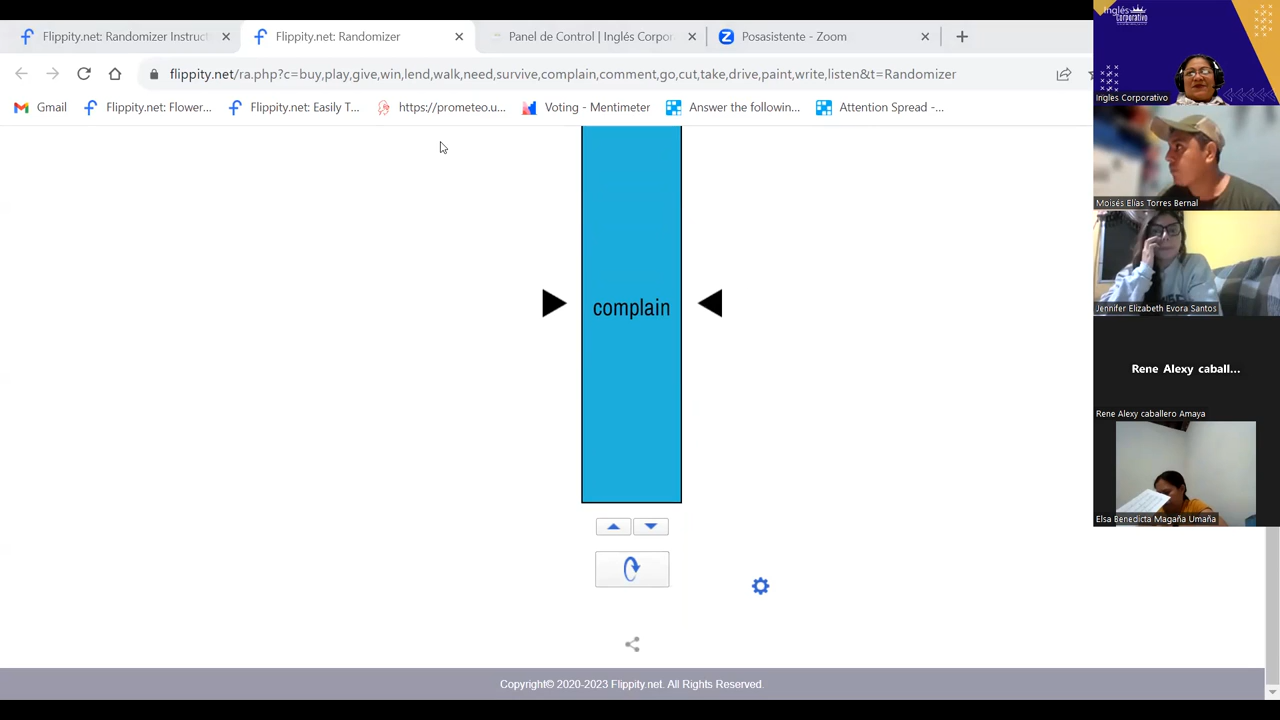 Flippity.net: Randomizer Instruct
Flippity.net: Randomizer
Panel de Control | Inglés Corpor
Posasistente - Zoom
flippity.net/ra.php?c=buy,play,give,win,lend,walk,need,survive,complain,comment,go,cut,take,drive,paint,write,listen&t=Randomizer
Gmail
Flippity.net: Flower...
Flippity.net: Easily T...
https://prometeo.u...
Voting - Mentimeter
Answer the followin...
Attention Spread -...
complain
Copyright© 2020-2023 Flippity.net. All Rights Reserved.
Inglés
Corporativo
Ingles Corporativo
Moisés Elías Torres Bernal
Jennifer Elizabeth Evora Santos
Rene Alexy caball...
Rene Alexy caballero Amaya
Elsa Benedicta Magaña Umaña